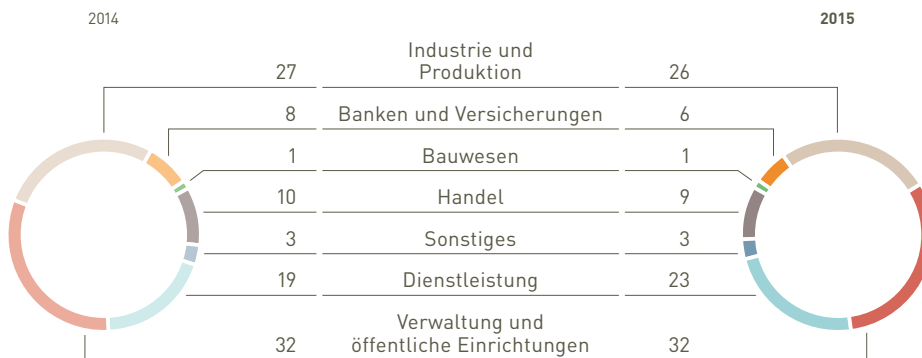 2014 2015
Industrie und
27 Produktion 26
8 Banken und Versicherungen 6
1 Bauwesen 1
10 Handel 9
3 Sonstiges 3
19 Dienstleistung 23
Verwaltung und
32 öffentliche Einrichtungen 32